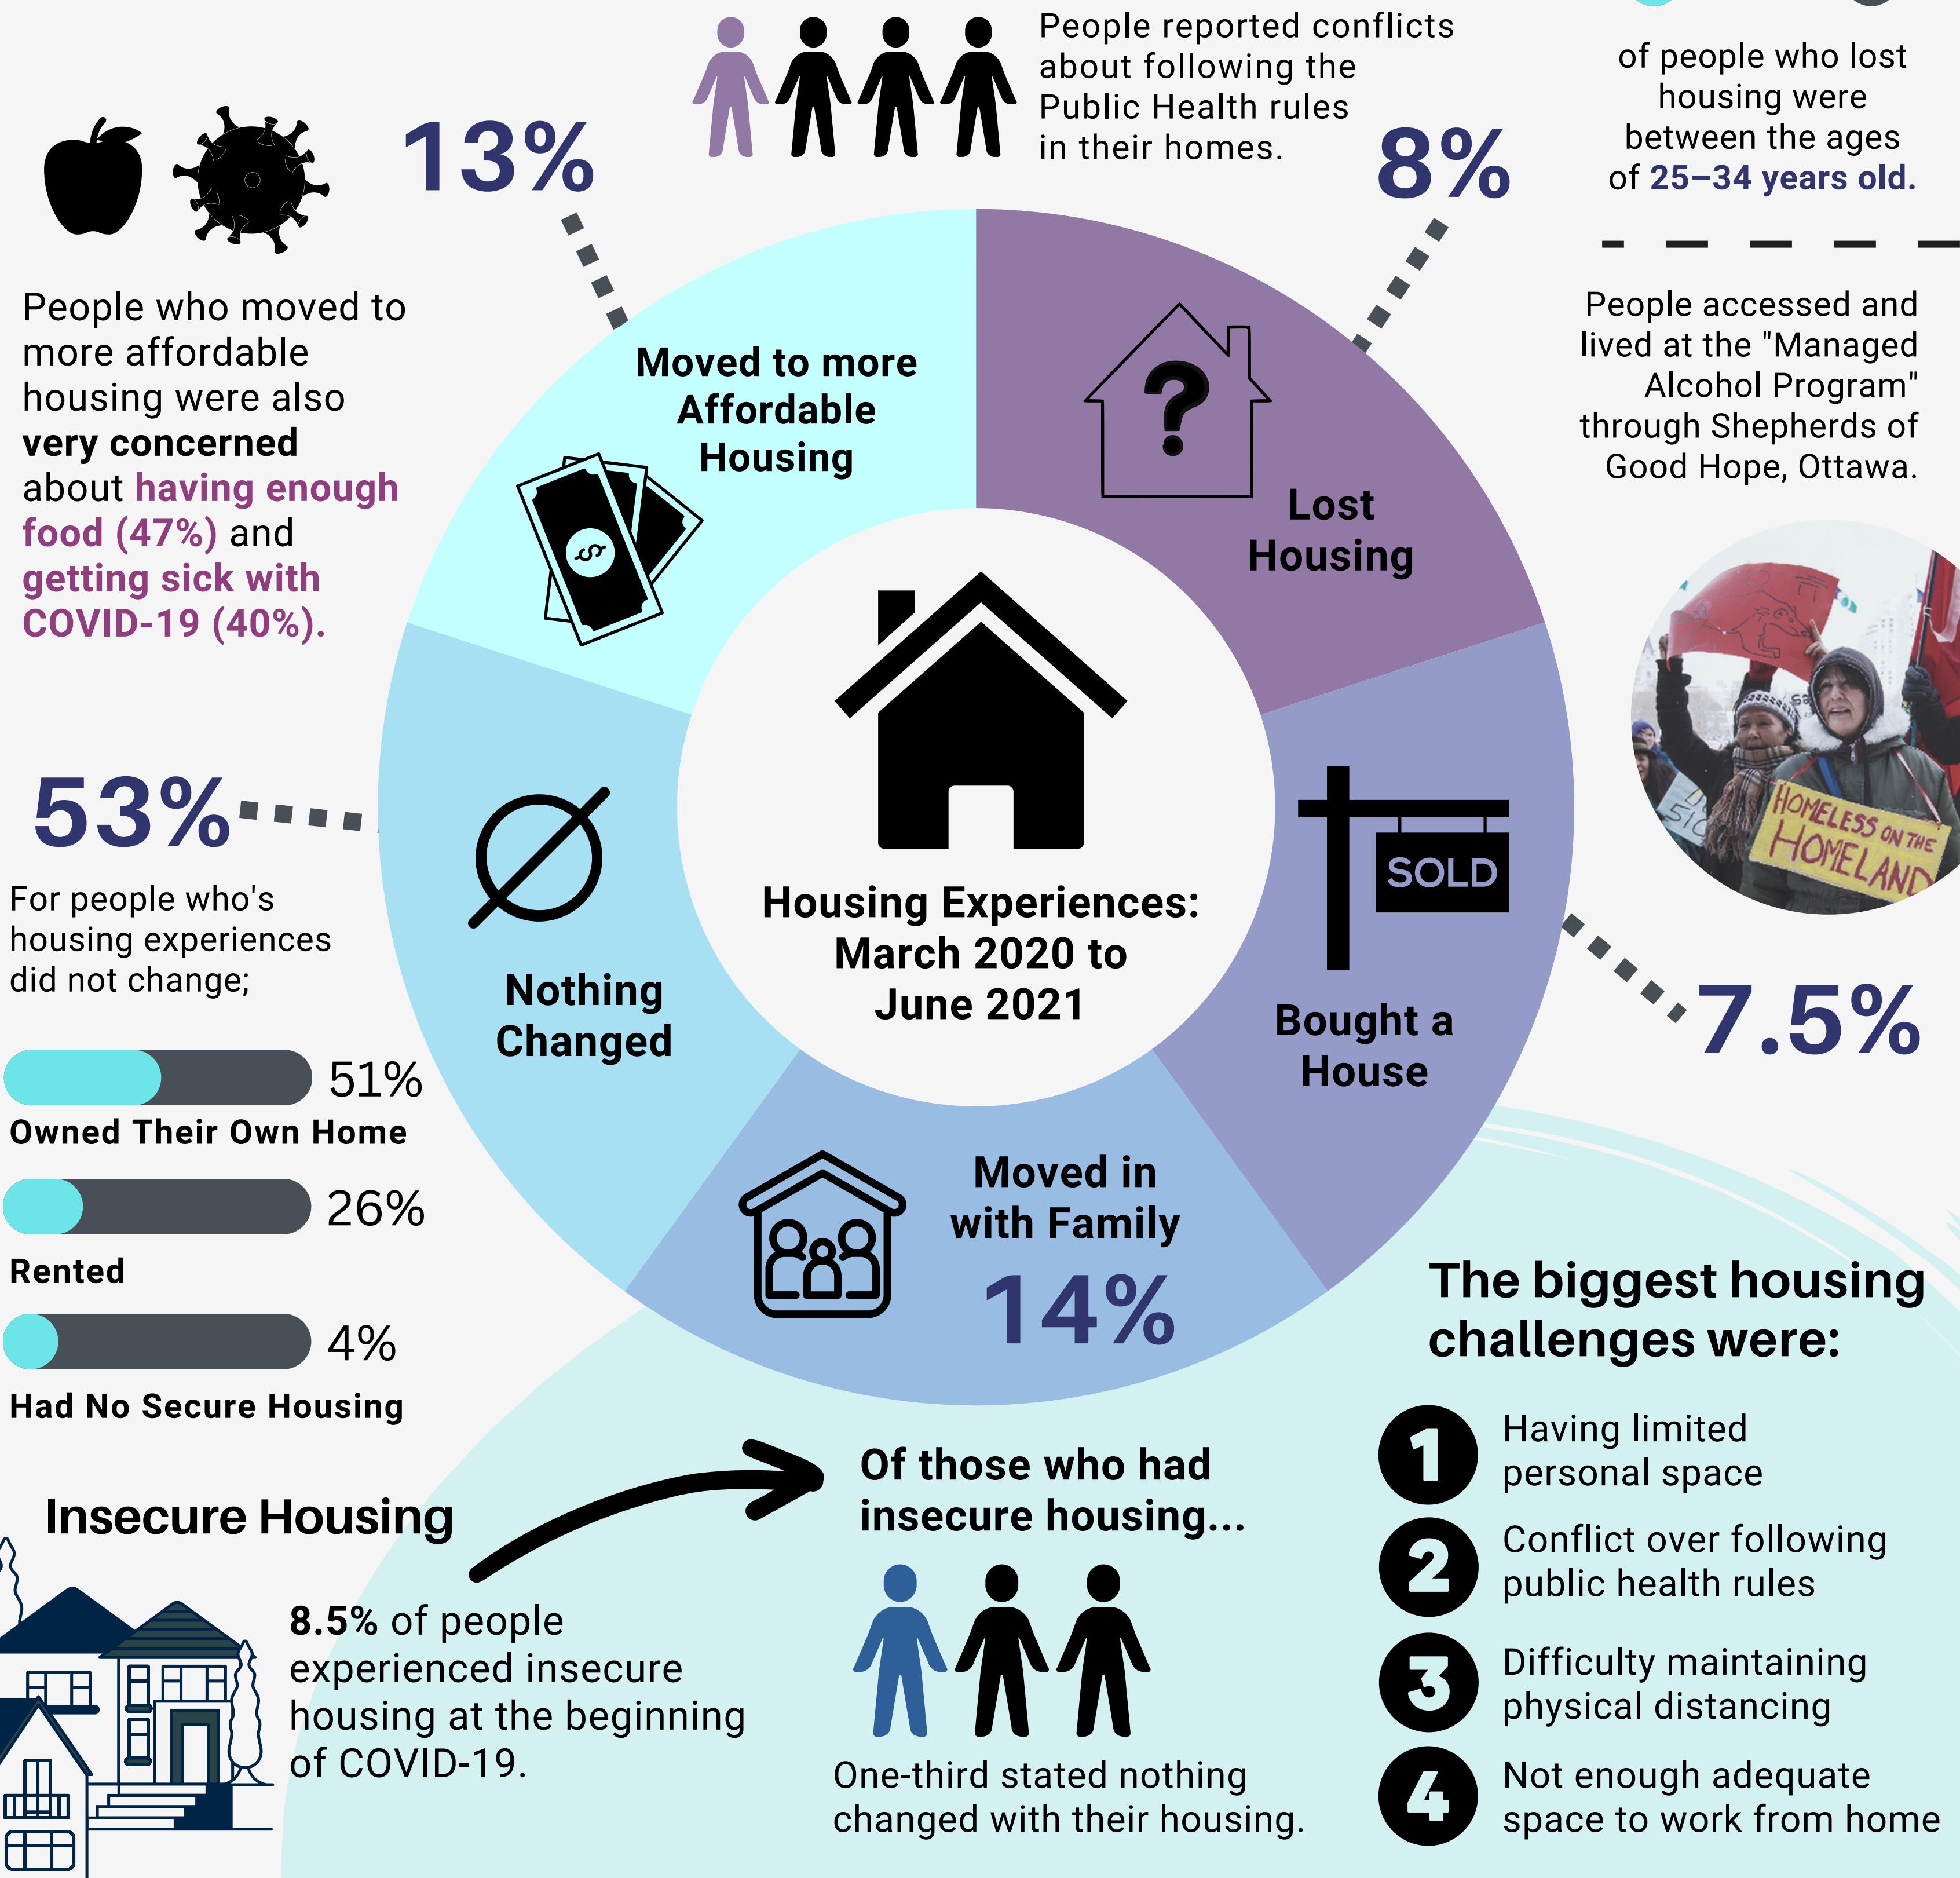 People reported conflicts
about following the
Public Health rules
in their homes.
of people who lost
housing were
between the ages
of 25–34 years old.
13%
8%
People who moved to
more affordable
housing were also
very concerned
about having enough
food (47%) and
getting sick with
COVID-19 (40%).
People accessed and
lived at the "Managed
Alcohol Program"
through Shepherds of
Good Hope, Ottawa.
Moved to more
Affordable
Housing
$
?
Lost
Housing
HOMELESS ON THE
HOMELAND
53%
For people who's
housing experiences
did not change;
51%
Owned Their Own Home
26%
Rented
4%
Had No Secure Housing
Nothing
Changed
Housing Experiences:
March 2020 to
June 2021
SOLD
Bought a
House
7.5%
Moved in
with Family
14%
Insecure Housing
8.5% of people
experienced insecure
housing at the beginning
of COVID-19.
Of those who had
insecure housing...
One-third stated nothing
changed with their housing.
The biggest housing
challenges were:
1 Having limited
personal space
2 Conflict over following
public health rules
3 Difficulty maintaining
physical distancing
4 Not enough adequate
space to work from home